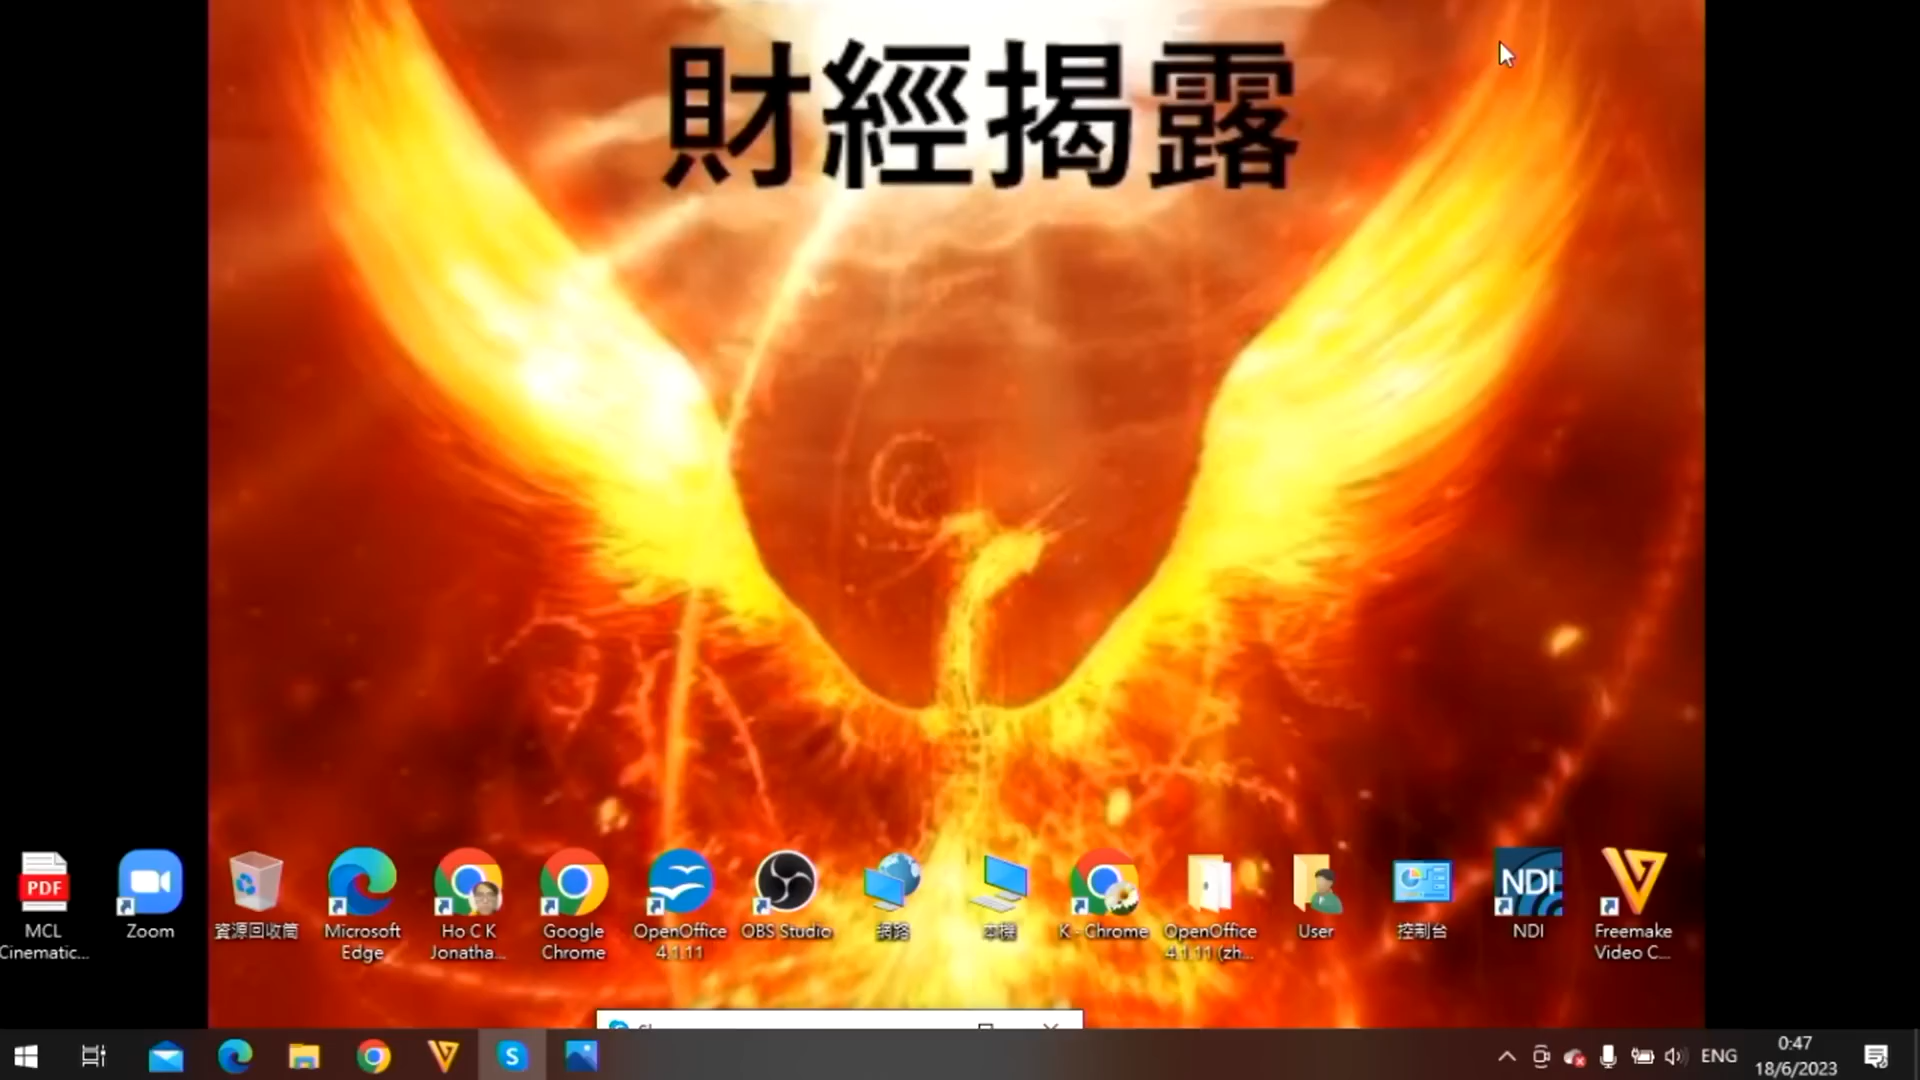 財經揭露
PDF
MCL
Cinematic...
Zoom
資源回收筒
Microsoft
Edge
Ho C K
Jonatha...
Google
Chrome
OpenOffice
4.1.11
OBS Studio
網路
本機
K - Chrome
OpenOffice
4.1.11 (zh...
User
控制台
NDI
NDI
Freemake
Video C...
S
ENG
0:47
18/6/2023